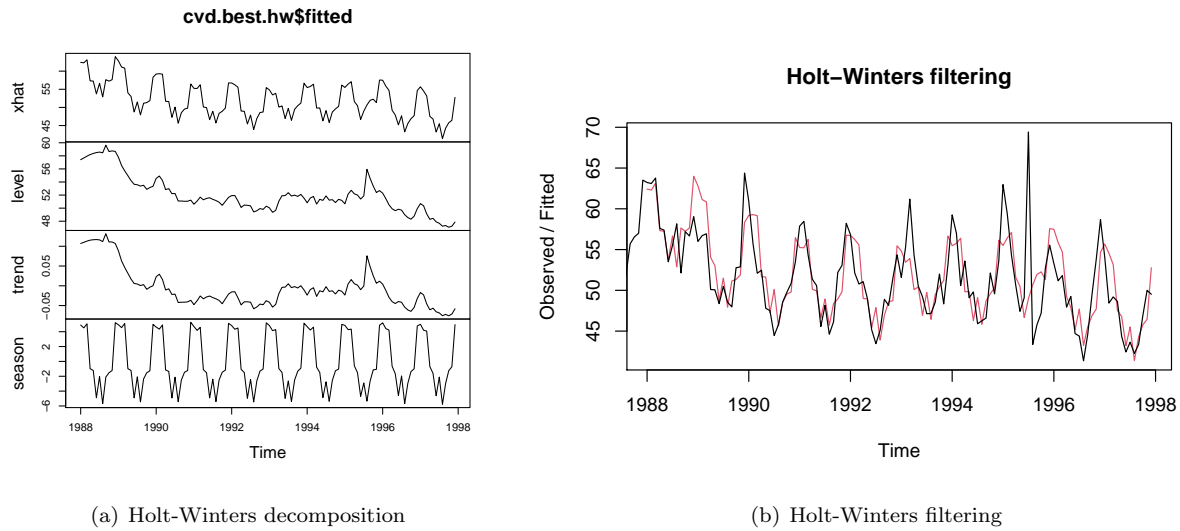 cvd.best.hw$fitted
xhat
45
55
level
48
52
56
60
trend
−0.05
0.05
season
−6
−2
2
1988 1990 1992 1994 1996 1998
Time
(a) Holt-Winters decomposition
Holt−Winters filtering
Observed / Fitted
45
50
55
60
65
70
1988 1990 1992 1994 1996 1998
Time
(b) Holt-Winters filtering